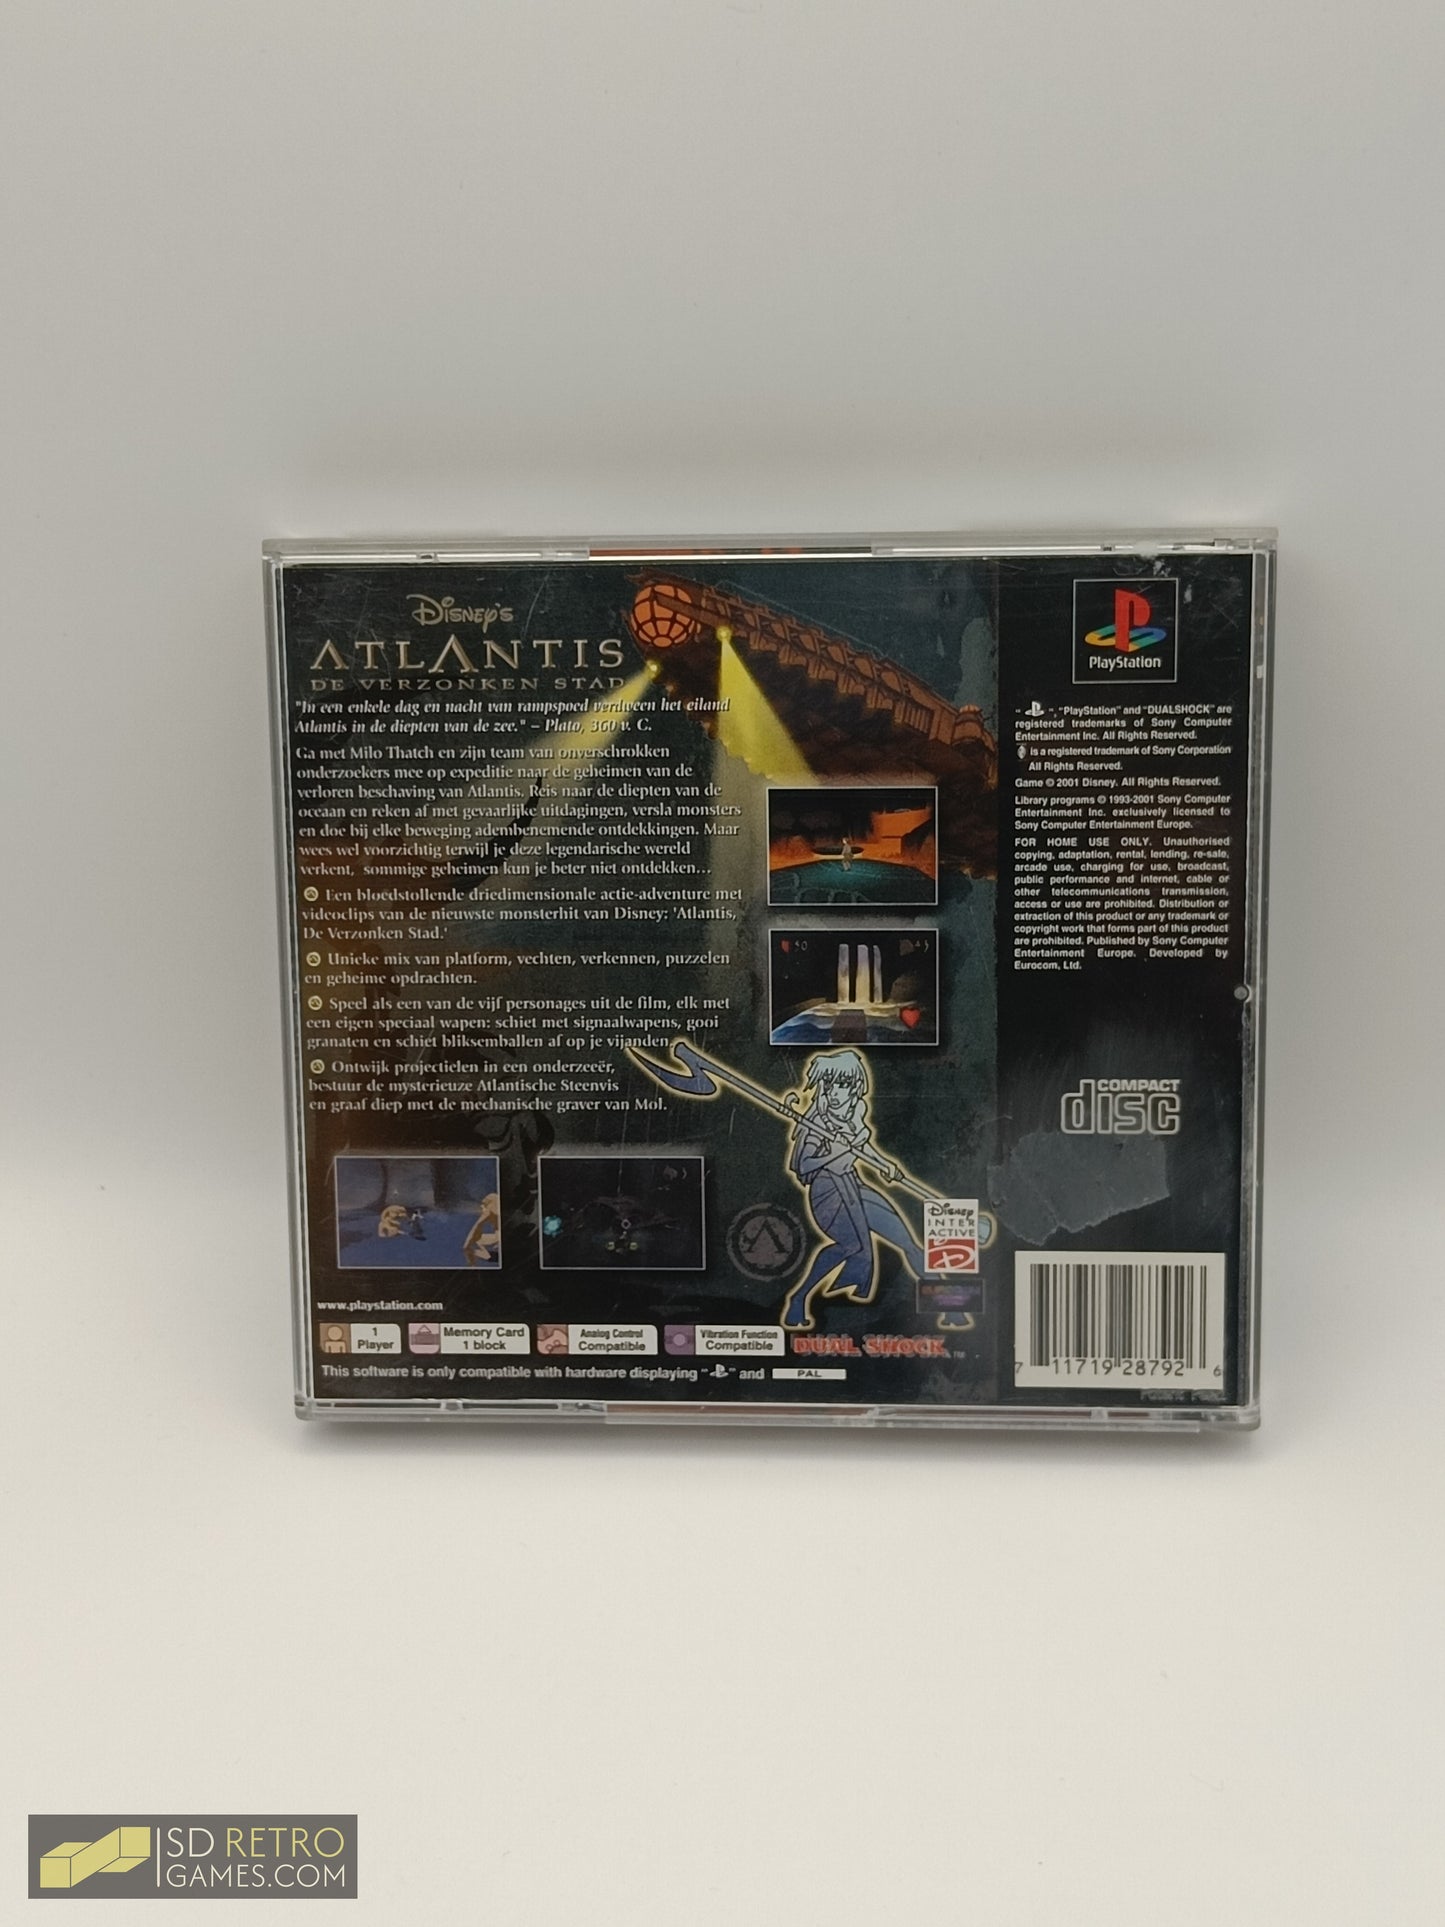 Disney's
ATLANTIS
DE VERZONKEN STAD
"In een enkele dag en nacht van rampspoed verdween het eiland
Atlantis in de diepten van de zee." – Plato, 360 v. C.
Ga met Milo Thatch en zijn team van onverschrokken
onderzoekers mee op expeditie naar de geheimen van de
verloren beschaving van Atlantis. Reis naar de diepten van de
oceaan en reken af met gevaarlijke uitdagingen, versla monsters
en doe bij elke beweging adembenemende ontdekkingen. Maar
wees wel voorzichtig terwijl je deze legendarische wereld
verkent, sommige geheimen kun je beter niet ontdekken...
Een bloedstollende driedimensionale actie-adventure met
videoclips van de nieuwste monsterhit van Disney: 'Atlantis,
De Verzonken Stad.'
Unieke mix van platform, vechten, verkennen, puzzelen
en geheime opdrachten.
Speel als een van de vijf personages uit de film, elk met
een eigen speciaal wapen: schiet met signaalwapens, gooi
granaten en schiet bliksemballen af op je vijanden.
Ontwijk projectielen in een onderzeeër,
bestuur de mysterieuze Atlantische Steenvis
en graaf diep met de mechanische graver van Mol.
www.playstation.com
1
Player
Memory Card
1 block
Analog Control
Compatible
Vibration Function
Compatible
DUAL SHOCK™
This software is only compatible with hardware displaying " " and PAL
Disney
INTER
ACTIVE
D
PlayStation
" ", "PlayStation" and "DUALSHOCK" are
registered trademarks of Sony Computer
Entertainment Inc. All Rights Reserved.
is a registered trademark of Sony Corporation
All Rights Reserved.
Game © 2001 Disney. All Rights Reserved.
Library programs © 1993-2001 Sony Computer
Entertainment Inc. exclusively licensed to
Sony Computer Entertainment Europe.
FOR HOME USE ONLY. Unauthorised
copying, adaptation, rental, lending, re-sale,
arcade use, charging for use, broadcast,
public performance and internet, cable or
other telecommunications transmission,
access or use are prohibited. Distribution or
extraction of this product or any trademark or
copyright work that forms part of this product
are prohibited. Published by Sony Computer
Entertainment Europe. Developed by
Eurocom, Ltd.
COMPACT
disc
7 11719 28792 6
SD RETRO
GAMES.COM